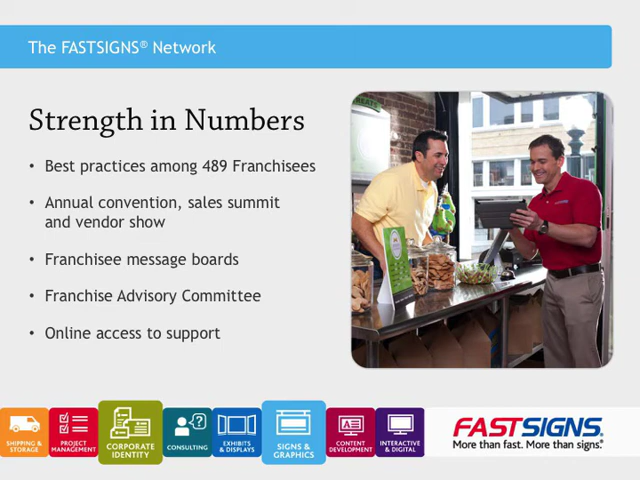 The FASTSIGNS® Network
Strength in Numbers
• Best practices among 489 Franchisees
• Annual convention, sales summit
and vendor show
• Franchisee message boards
• Franchise Advisory Committee
• Online access to support
SHIPPING &
STORAGE
PROJECT
MANAGEMENT
CORPORATE
IDENTITY
CONSULTING
EXHIBITS
& DISPLAYS
SIGNS &
GRAPHICS
CONTENT
DEVELOPMENT
INTERACTIVE
& DIGITAL
FASTSIGNS®
More than fast. More than signs.®